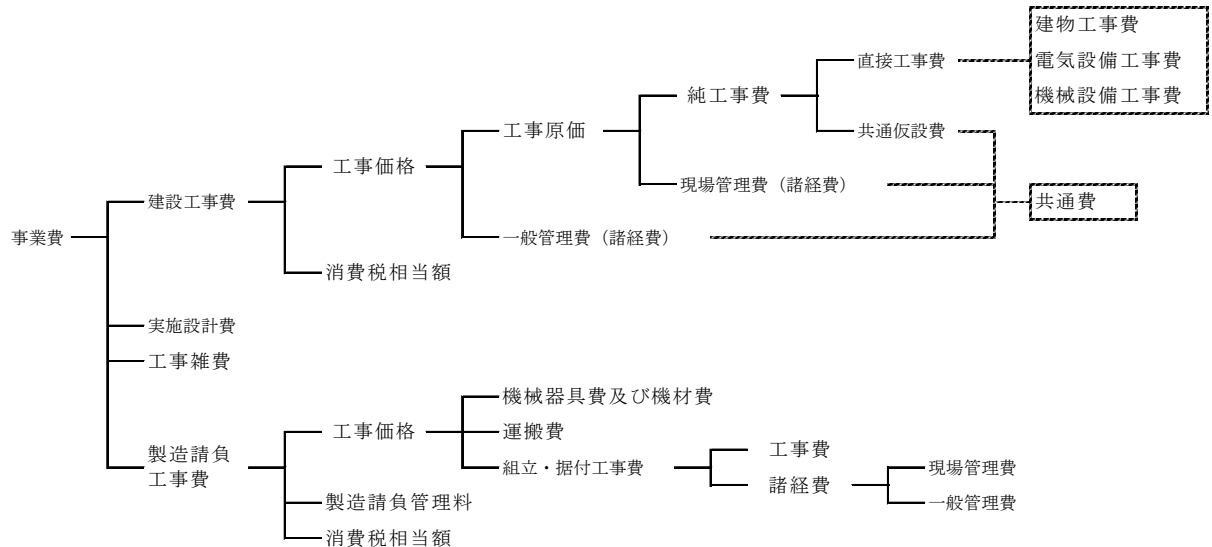 建物工事費
電気設備工事費
機械設備工事費
直接工事費
純工事費
共通仮設費
工事原価
工事価格
現場管理費（諸経費）
共通費
建設工事費
事業費
一般管理費（諸経費）
消費税相当額
実施設計費
工事雑費
機械器具費及び機材費
工事価格
運搬費
製造請負
工事費
組立・据付工事費
工事費
諸経費
現場管理費
一般管理費
製造請負管理料
消費税相当額